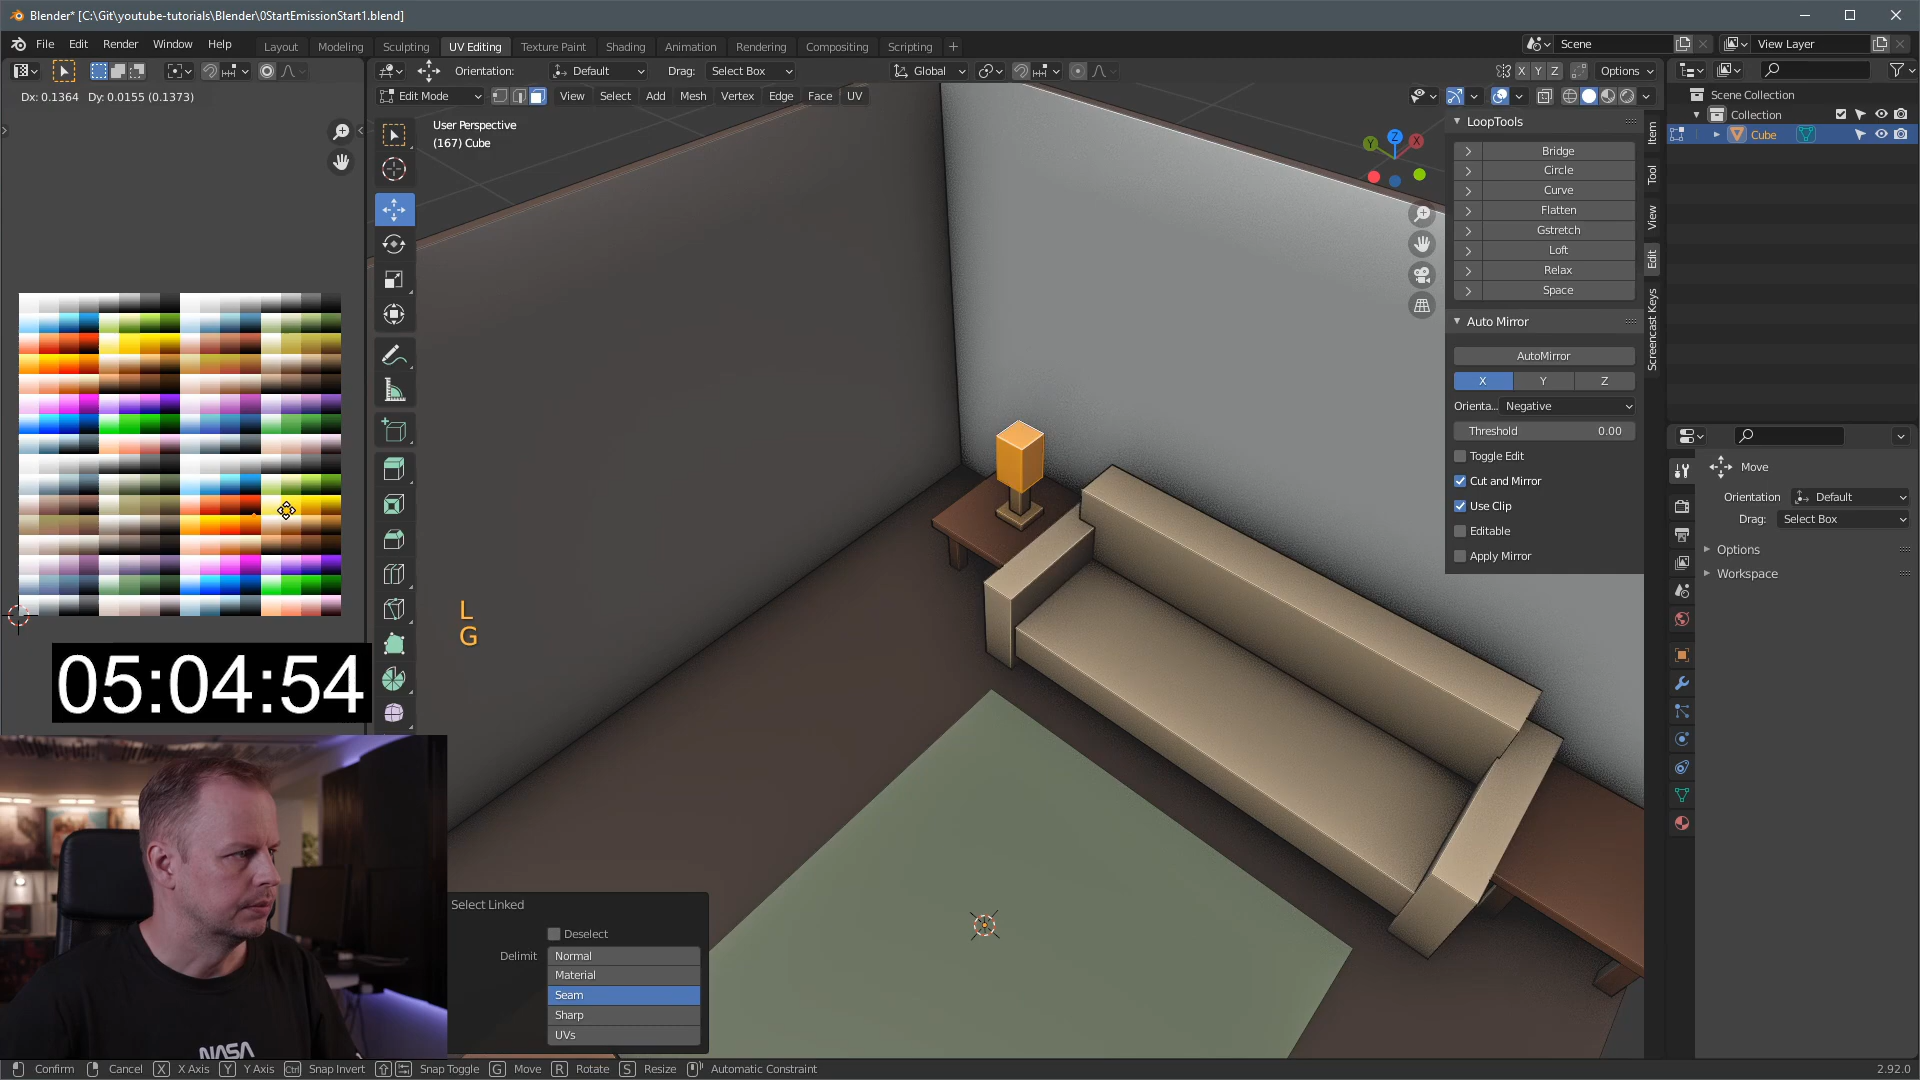 Blender* [C:\Git\youtube-tutorials\Blender\0StartEmissionStart1.blend]
File Edit Render Window Help Layout Modeling Sculpting UV Editing Texture Paint Shading Animation Rendering Compositing Scripting + Scene View Layer
Orientation: Default Drag: Select Box Global X Y Z Options
Dx: 0.1364 Dy: 0.0155 (0.1373) Edit Mode View Select Add Mesh Vertex Edge Face UV
Scene Collection
Collection
Cube
User Perspective
(167) Cube
LoopTools
Bridge
Circle
Curve
Flatten
Gstretch
Loft
Relax
Space
Auto Mirror
AutoMirror
X Y Z
Orienta... Negative
Threshold 0.00
Toggle Edit
Cut and Mirror
Use Clip
Editable
Apply Mirror
Item
Tool
View
Edit
Screencast Keys
Z
Y
X
Move
Orientation Default
Drag: Select Box
Options
Workspace
L
G
05:04:54
NASA
Select Linked
Deselect
Delimit Normal
Material
Seam
Sharp
UVs
Confirm Cancel X X Axis Y Y Axis Ctrl Snap Invert Snap Toggle G Move R Rotate S Resize Automatic Constraint 2.92.0